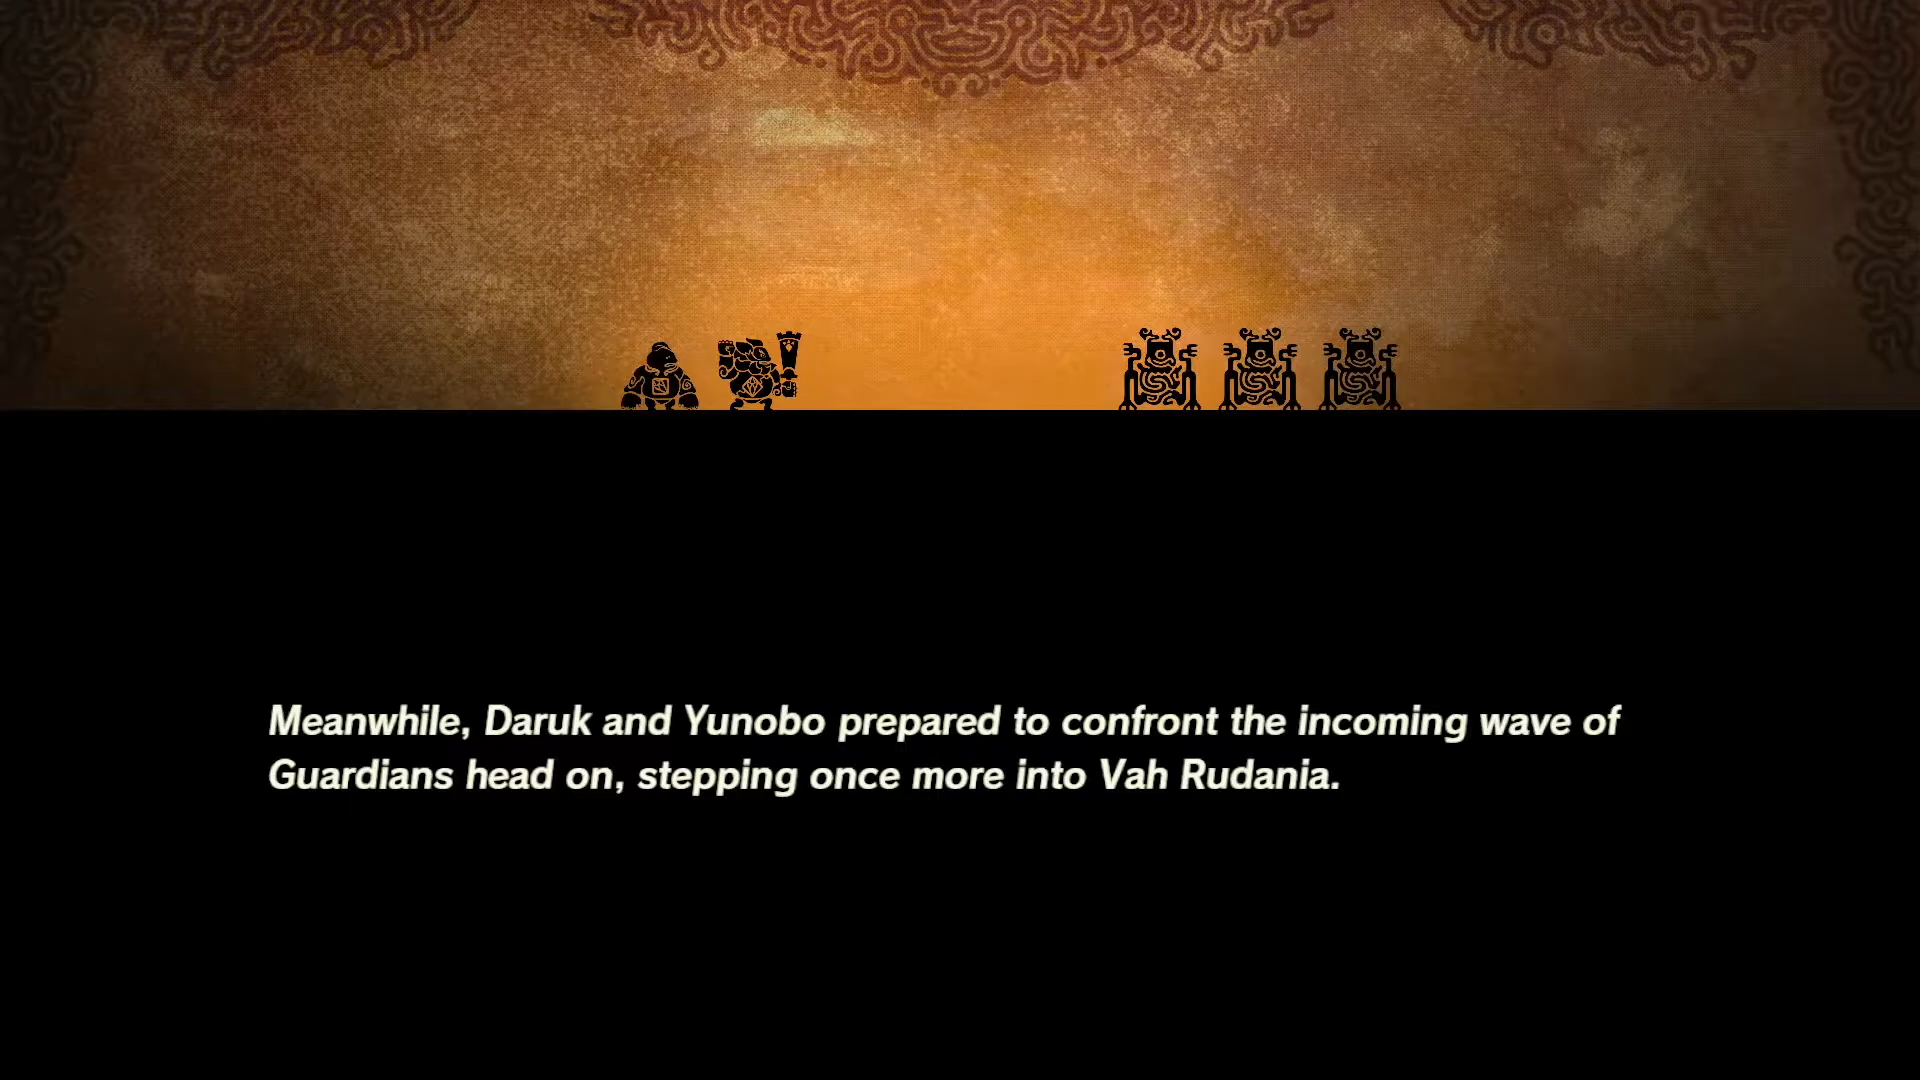 Meanwhile, Daruk and Yunobo prepared to confront the incoming wave of
Guardians head on, stepping once more into Vah Rudania.